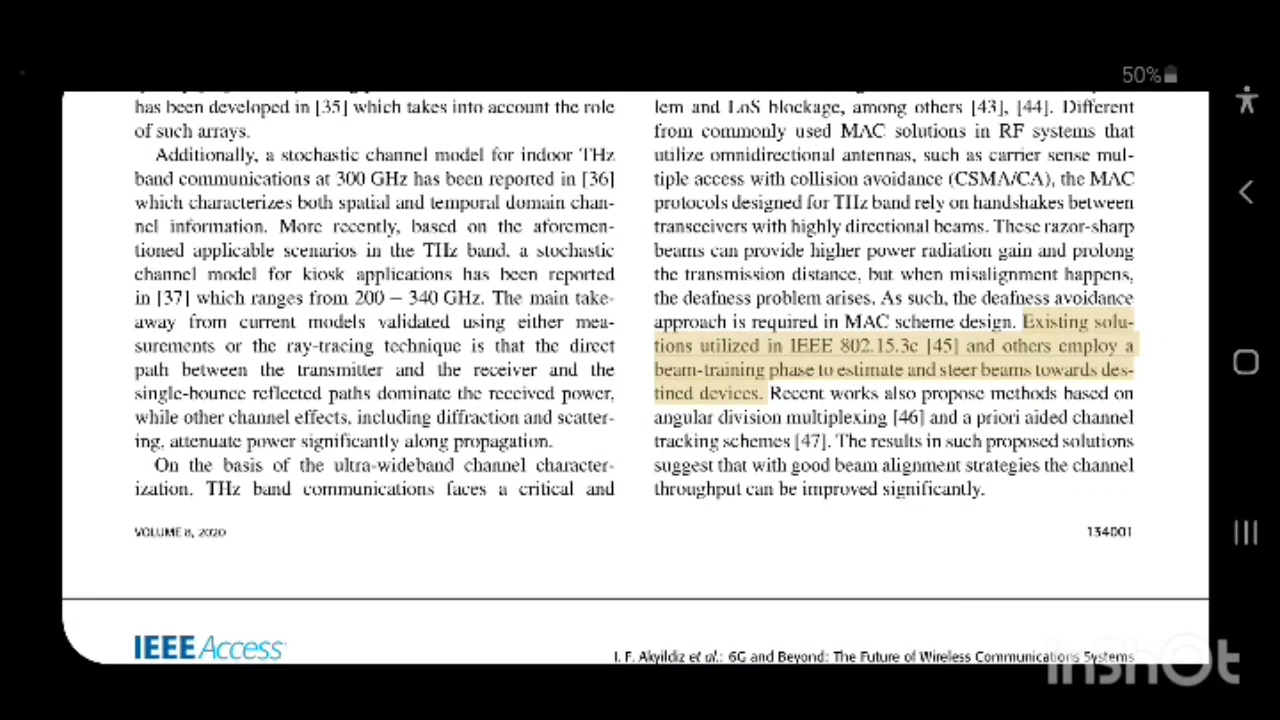 50%
has been developed in [35] which takes into account the role
of such arrays.
Additionally, a stochastic channel model for indoor THz
band communications at 300 GHz has been reported in [36]
which characterizes both spatial and temporal domain chan-
nel information. More recently, based on the aforemen-
tioned applicable scenarios in the THz band, a stochastic
channel model for kiosk applications has been reported
in [37] which ranges from 200 – 340 GHz. The main take-
away from current models validated using either mea-
surements or the ray-tracing technique is that the direct
path between the transmitter and the receiver and the
single-bounce reflected paths dominate the received power,
while other channel effects, including diffraction and scatter-
ing, attenuate power significantly along propagation.
On the basis of the ultra-wideband channel character-
ization, THz band communications faces a critical and
lem and LoS blockage, among others [43], [44]. Different
from commonly used MAC solutions in RF systems that
utilize omnidirectional antennas, such as carrier sense mul-
tiple access with collision avoidance (CSMA/CA), the MAC
protocols designed for THz band rely on handshakes between
transceivers with highly directional beams. These razor-sharp
beams can provide higher power radiation gain and prolong
the transmission distance, but when misalignment happens,
the deafness problem arises. As such, the deafness avoidance
approach is required in MAC scheme design. Existing solu-
tions utilized in IEEE 802.15.3c [45] and others employ a
beam-training phase to estimate and steer beams towards des-
tined devices. Recent works also propose methods based on
angular division multiplexing [46] and a priori aided channel
tracking schemes [47]. The results in such proposed solutions
suggest that with good beam alignment strategies the channel
throughput can be improved significantly.
VOLUME 8, 2020
134001
IEEE Access
I. F. Akyildiz et al.: 6G and Beyond: The Future of Wireless Communications Systems
InShOt